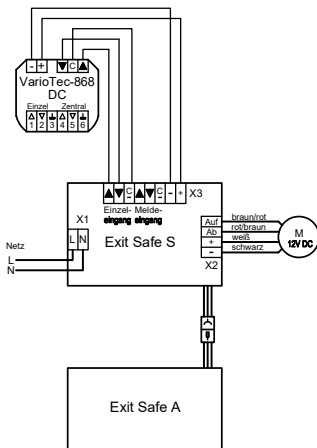 - + ▼ C ▲
VarioTec-868
DC
Einzel Zentral
△ ▽ ⏚ △ ▽ ⏚
1 2 3 4 5 6
▲ ▼ C ▲ ▼ C - +
X3
Einzel- Melde-
eingang eingang
X1
L N
Exit Safe S
Netz
L
N
Auf braun/rot
Ab rot/braun
+ weiß
- schwarz
X2
M
12V DC
Exit Safe A